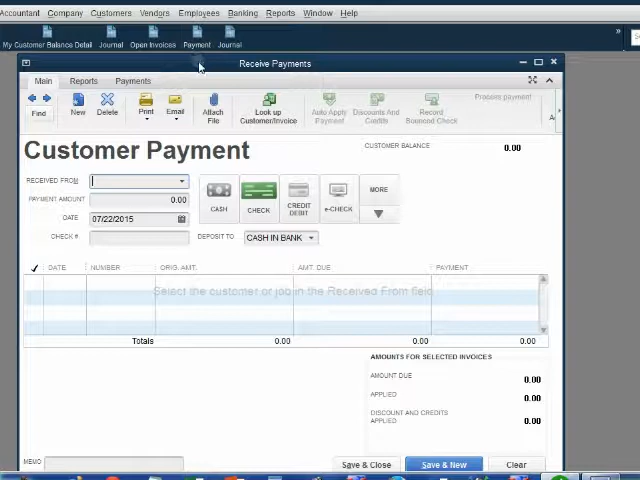 Accountant Company Customers Vendors Employees Banking Reports Window Help
My Customer Balance Detail Journal Open Invoices Payment Journal
Receive Payments
Main Reports Payments
Find New Delete Print Email Attach File Look up Customer/Invoice Auto Apply Payment Discounts And Credits Record Bounced Check Process payment
Customer Payment
CUSTOMER BALANCE 0.00
RECEIVED FROM
PAYMENT AMOUNT 0.00
DATE 07/22/2015
CHECK #
CASH CHECK CREDIT DEBIT e-CHECK MORE
DEPOSIT TO CASH IN BANK
DATE NUMBER ORIG. AMT. AMT. DUE PAYMENT
Select the customer or job in the Received From field
Totals 0.00 0.00 0.00
AMOUNTS FOR SELECTED INVOICES
AMOUNT DUE 0.00
APPLIED 0.00
DISCOUNT AND CREDITS APPLIED 0.00
MEMO
Save & Close Save & New Clear